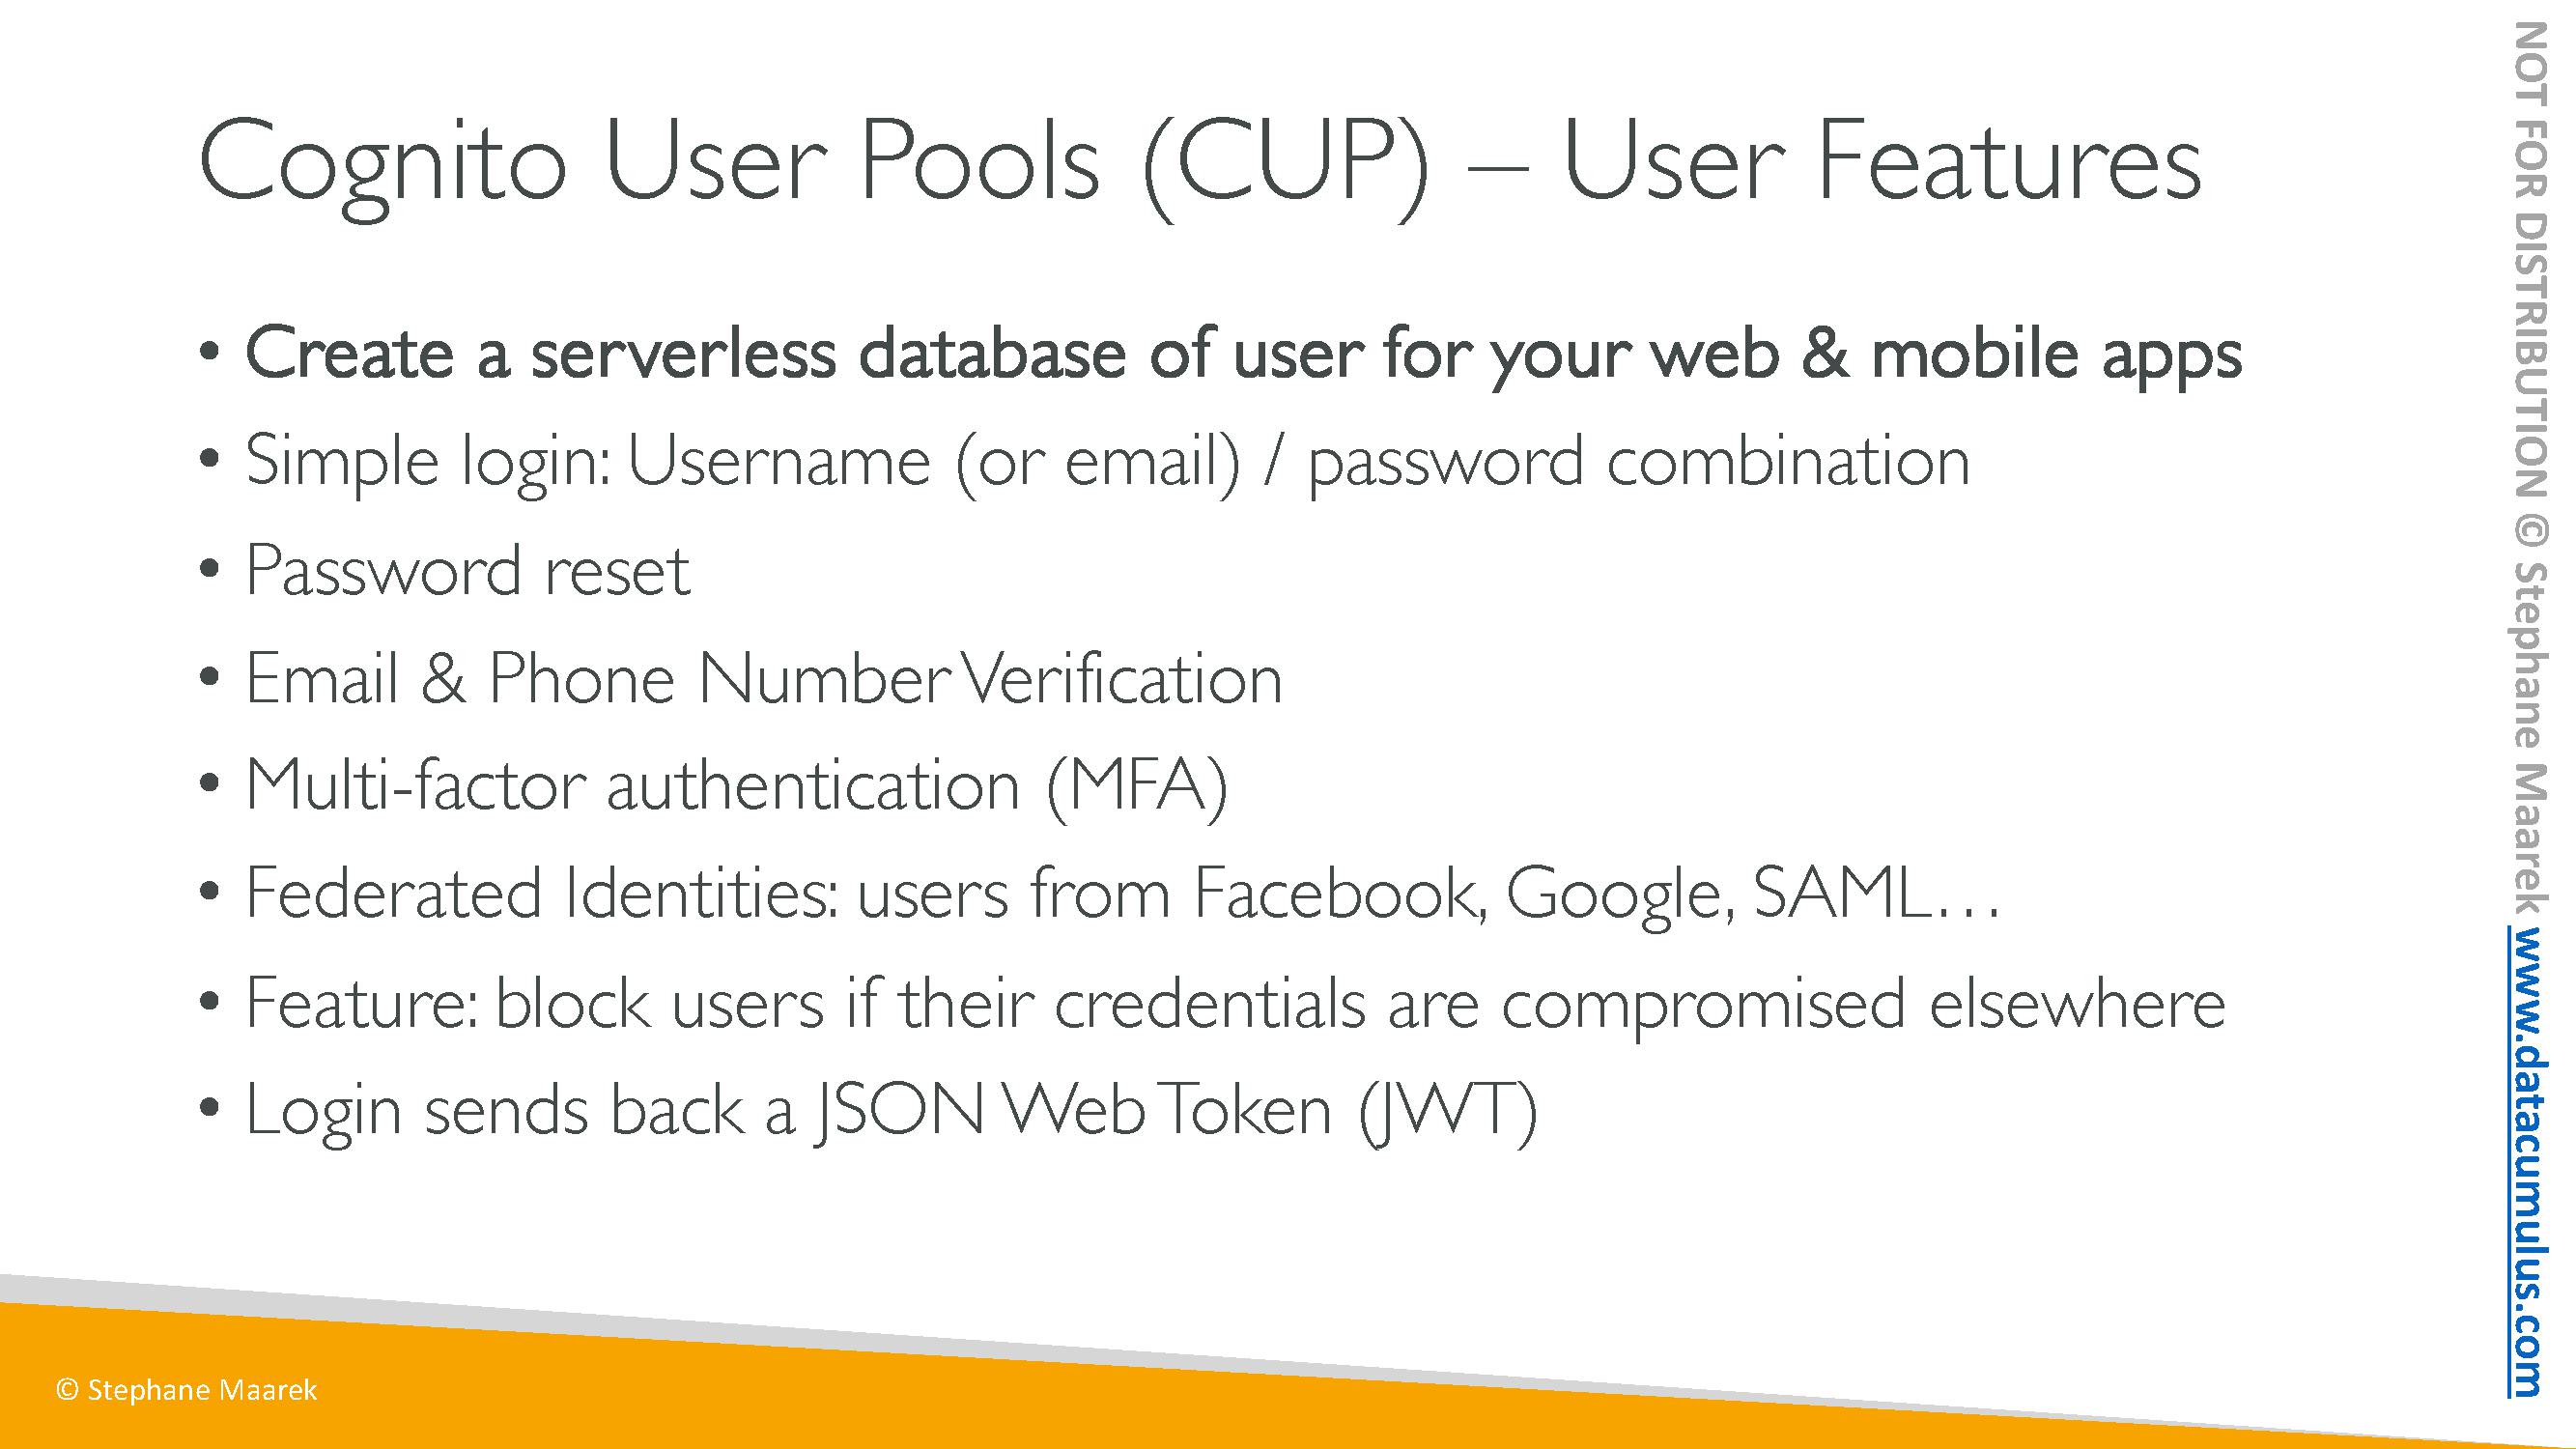 Cognito User Pools (CUP) – User Features
• Create a serverless database of user for your web & mobile apps
• Simple login: Username (or email) / password combination
• Password reset
• Email & Phone Number Verification
• Multi-factor authentication (MFA)
• Federated Identities: users from Facebook, Google, SAML…
• Feature: block users if their credentials are compromised elsewhere
• Login sends back a JSON Web Token (JWT)
© Stephane Maarek
NOT FOR DISTRIBUTION © Stephane Maarek www.datacumulus.com